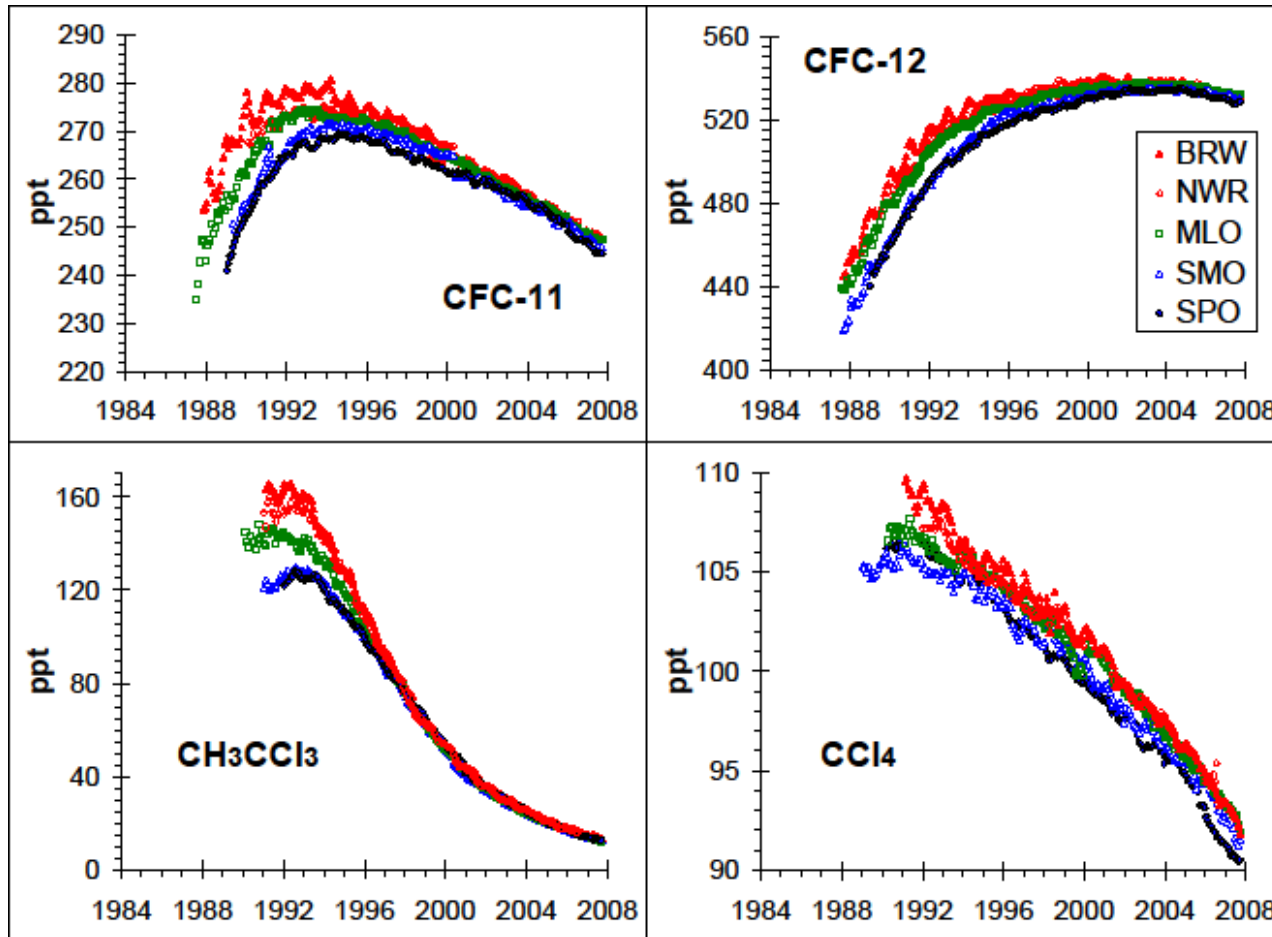 290
280
270
260
250
240
230
220
ppt
CFC-11
1984 1988 1992 1996 2000 2004 2008
560
520
480
440
400
ppt
CFC-12
BRW
NWR
MLO
SMO
SPO
1984 1988 1992 1996 2000 2004 2008
160
120
80
40
0
ppt
CH3CCl3
1984 1988 1992 1996 2000 2004 2008
110
105
100
95
90
ppt
CCl4
1984 1988 1992 1996 2000 2004 2008